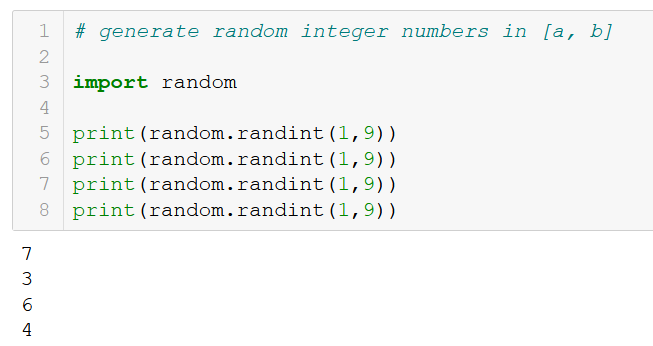 1 # generate random integer numbers in [a, b]
2
3 import random
4
5 print(random.randint(1,9))
6 print(random.randint(1,9))
7 print(random.randint(1,9))
8 print(random.randint(1,9))
7
3
6
4